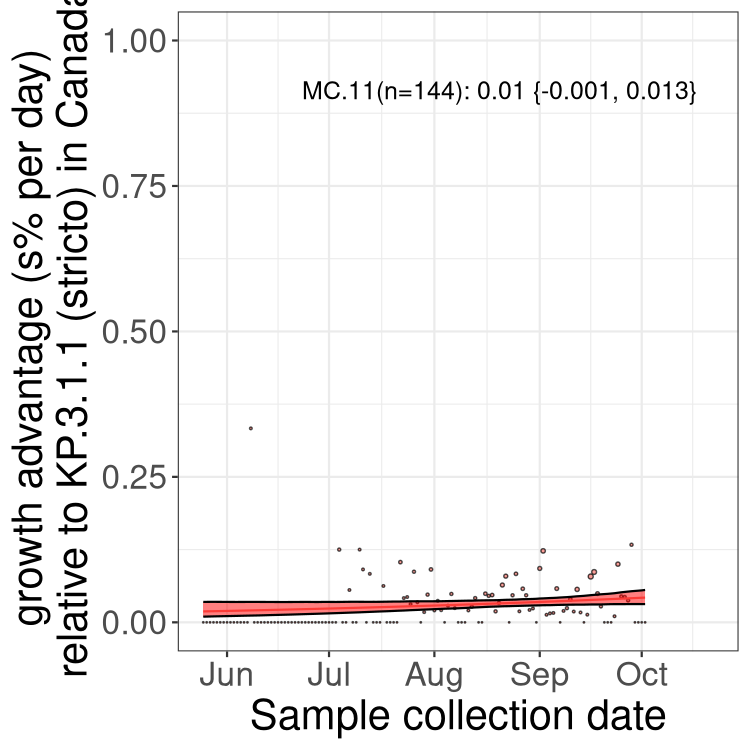 growth advantage (s% per day)
relative to KP.3.1.1 (stricto) in Canada
1.00
0.75
0.50
0.25
0.00
MC.11(n=144): 0.01 {-0.001, 0.013}
Jun Jul Aug Sep Oct
Sample collection date